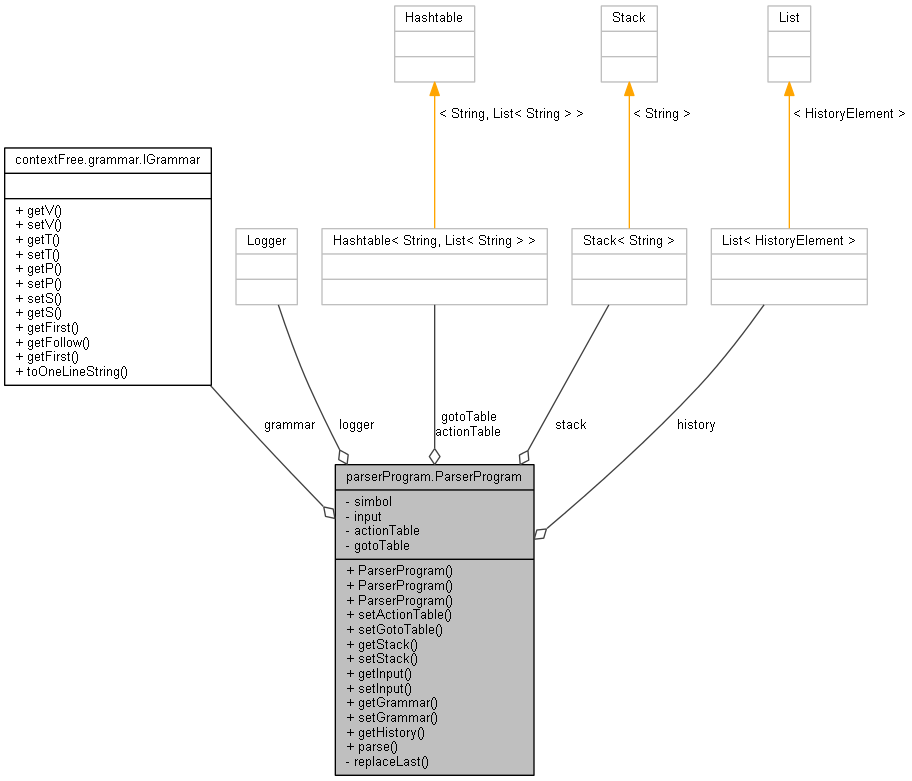 Hashtable
Stack
List
< String, List< String > >
< String >
< HistoryElement >
contextFree.grammar.IGrammar
+ getV()
+ setV()
+ getT()
+ setT()
+ getP()
+ setP()
+ setS()
+ getS()
+ getFirst()
+ getFollow()
+ getFirst()
+ toOneLineString()
Logger
Hashtable< String, List< String > >
Stack< String >
List< HistoryElement >
grammar
logger
gotoTable
actionTable
stack
history
parserProgram.ParserProgram
- simbol
- input
- actionTable
- gotoTable
+ ParserProgram()
+ ParserProgram()
+ ParserProgram()
+ setActionTable()
+ setGotoTable()
+ getStack()
+ setStack()
+ getInput()
+ setInput()
+ getGrammar()
+ setGrammar()
+ getHistory()
+ parse()
- replaceLast()